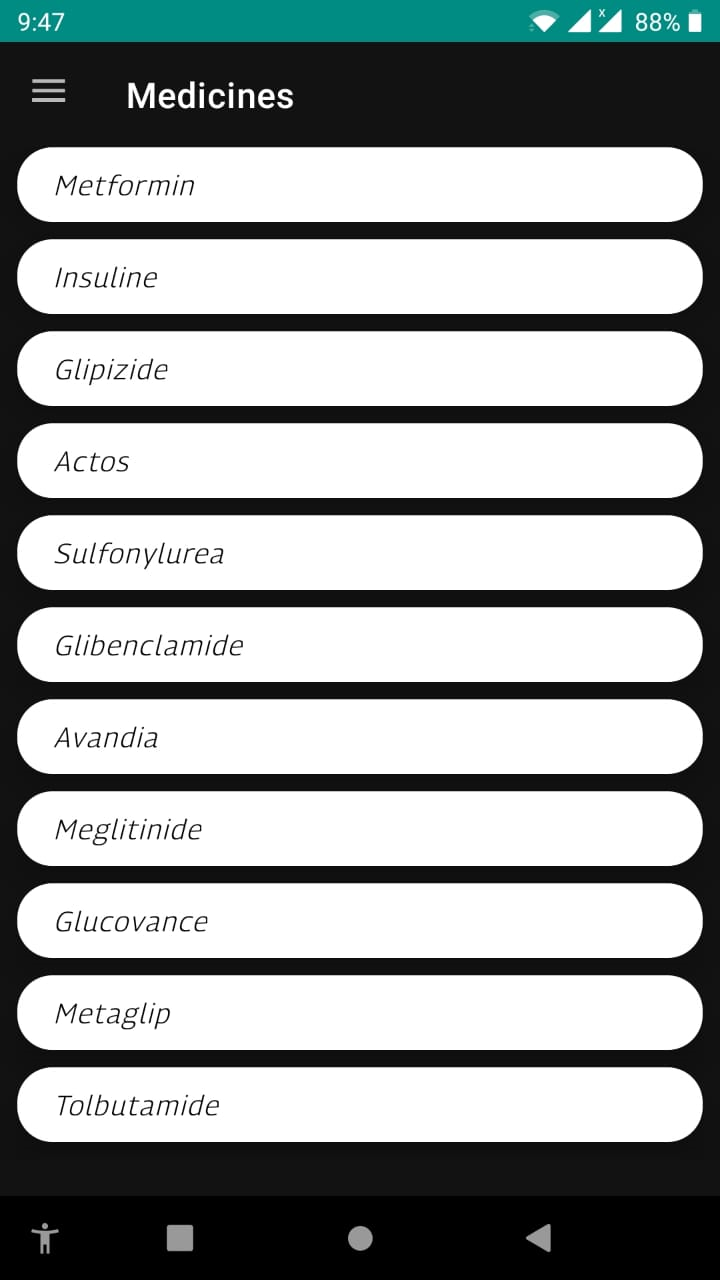 9:47
x
88%
Medicines
Metformin
Insuline
Glipizide
Actos
Sulfonylurea
Glibenclamide
Avandia
Meglitinide
Glucovance
Metaglip
Tolbutamide